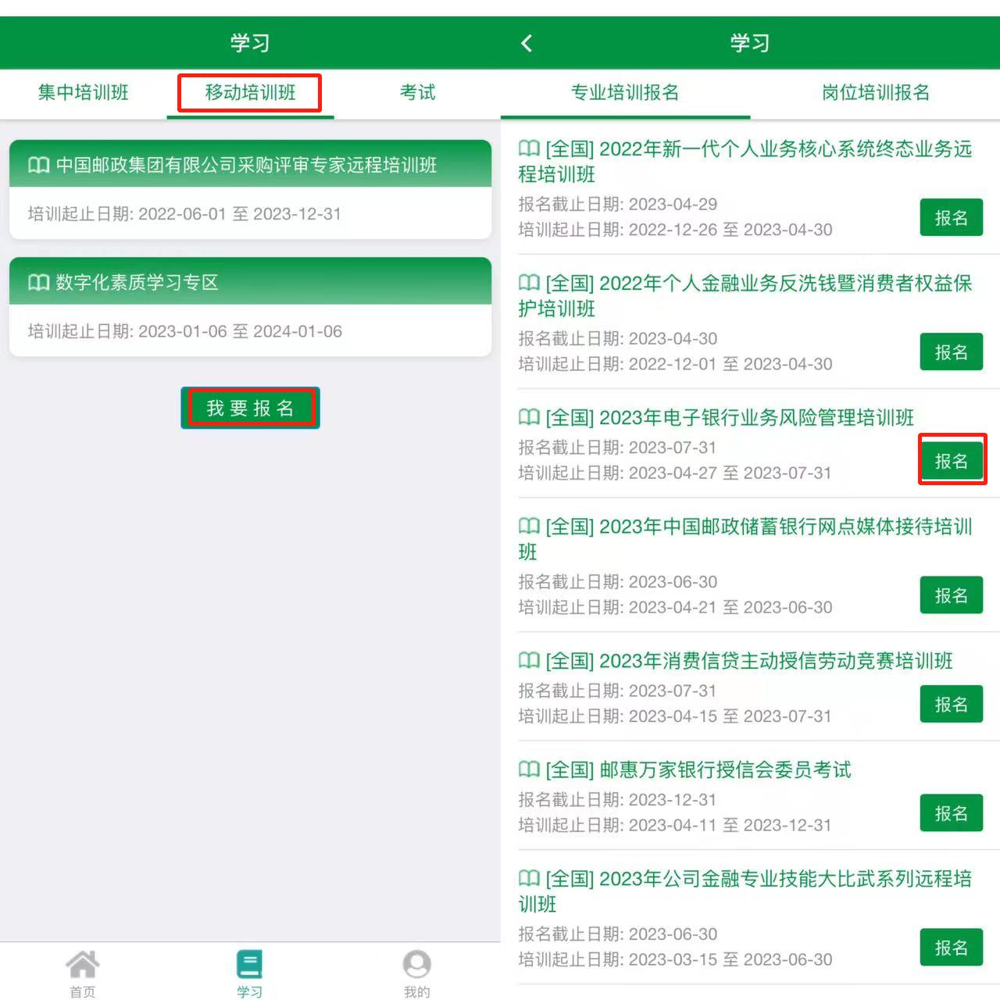 学习
集中培训班
移动培训班
考试
中国邮政集团有限公司采购评审专家远程培训班
培训起止日期: 2022-06-01 至 2023-12-31
数字化素质学习专区
培训起止日期: 2023-01-06 至 2024-01-06
我要报名
首页
学习
我的
学习
专业培训报名
岗位培训报名
[全国] 2022年新一代个人业务核心系统终态业务远
程培训班
报名截止日期: 2023-04-29
培训起止日期: 2022-12-26 至 2023-04-30
报名
[全国] 2022年个人金融业务反洗钱暨消费者权益保
护培训班
报名截止日期: 2023-04-30
培训起止日期: 2022-12-01 至 2023-04-30
报名
[全国] 2023年电子银行业务风险管理培训班
报名截止日期: 2023-07-31
培训起止日期: 2023-04-27 至 2023-07-31
报名
[全国] 2023年中国邮政储蓄银行网点媒体接待培训
班
报名截止日期: 2023-06-30
培训起止日期: 2023-04-21 至 2023-06-30
报名
[全国] 2023年消费信贷主动授信劳动竞赛培训班
报名截止日期: 2023-07-31
培训起止日期: 2023-04-15 至 2023-07-31
报名
[全国] 邮惠万家银行授信会委员考试
报名截止日期: 2023-12-31
培训起止日期: 2023-04-11 至 2023-12-31
报名
[全国] 2023年公司金融专业技能大比武系列远程培
训班
报名截止日期: 2023-06-30
培训起止日期: 2023-03-15 至 2023-06-30
报名